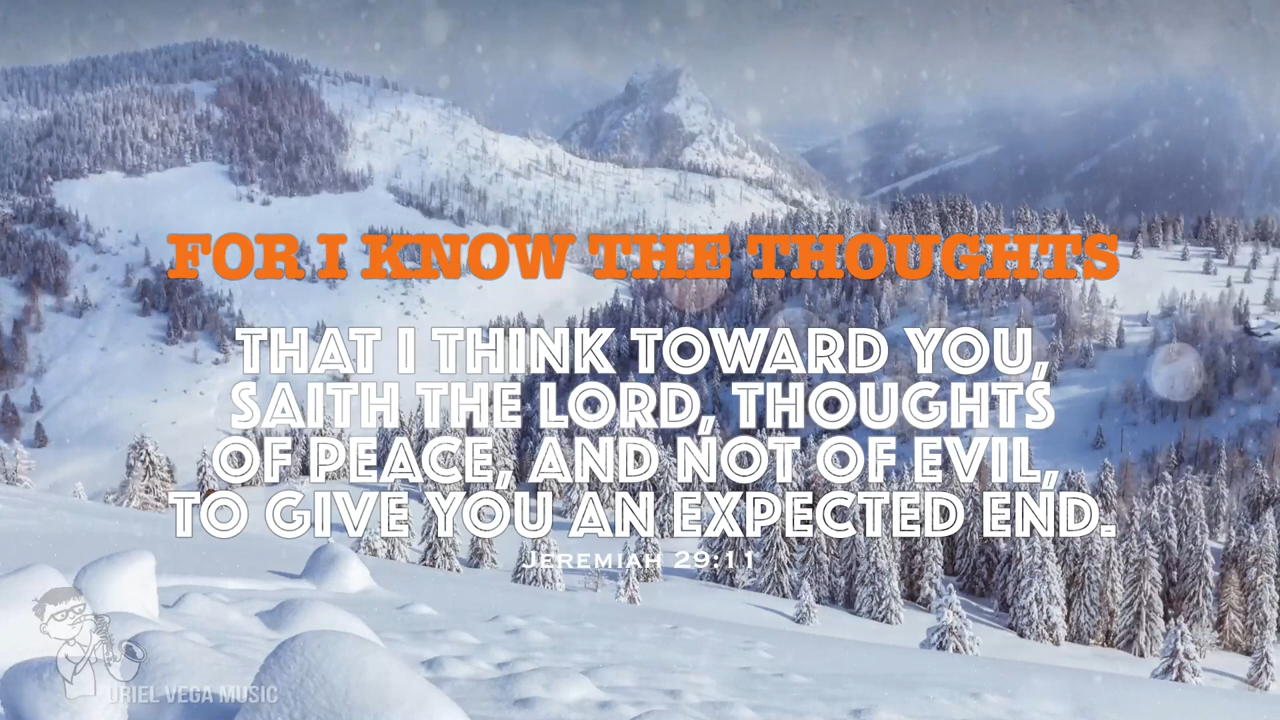 FOR I KNOW THE THOUGHTS
THAT I THINK TOWARD YOU,
SAITH THE LORD, THOUGHTS
OF PEACE, AND NOT OF EVIL,
TO GIVE YOU AN EXPECTED END.
JEREMIAH 29:11
URIEL VEGA MUSIC